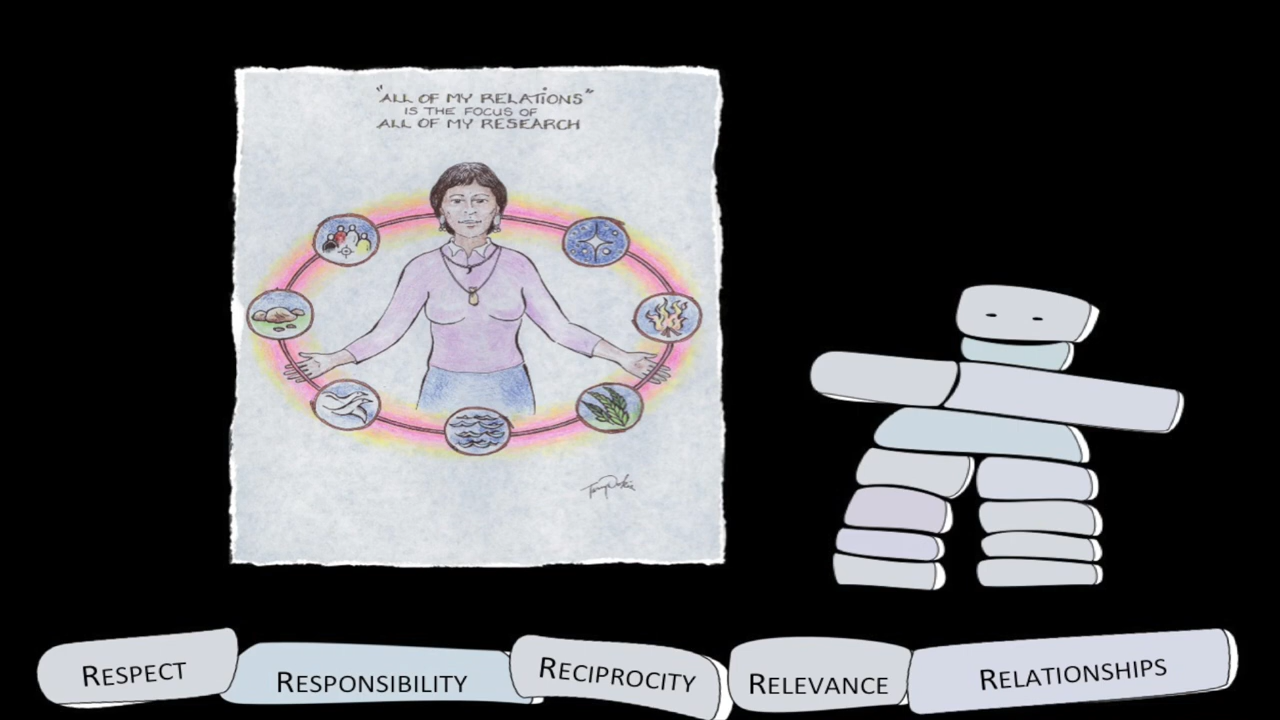 "ALL OF MY RELATIONS"
IS THE FOCUS OF
ALL OF MY RESEARCH
RESPECT
RESPONSIBILITY
RECIPROCITY
RELEVANCE
RELATIONSHIPS